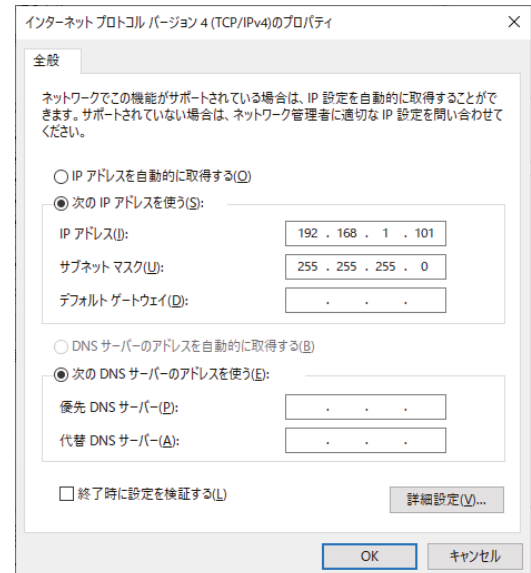 インターネット プロトコル バージョン 4 (TCP/IPv4)のプロパティ
全般
ネットワークでこの機能がサポートされている場合は、IP 設定を自動的に取得することがで
きます。サポートされていない場合は、ネットワーク管理者に適切な IP 設定を問い合わせて
ください。
IP アドレスを自動的に取得する(O)
次の IP アドレスを使う(S):
IP アドレス(I): 192 . 168 . 1 . 101
サブネット マスク(U): 255 . 255 . 255 . 0
デフォルト ゲートウェイ(D): . . .
DNS サーバーのアドレスを自動的に取得する(B)
次の DNS サーバーのアドレスを使う(E):
優先 DNS サーバー(P): . . .
代替 DNS サーバー(A): . . .
終了時に設定を検証する(L)
詳細設定(V)...
OK キャンセル